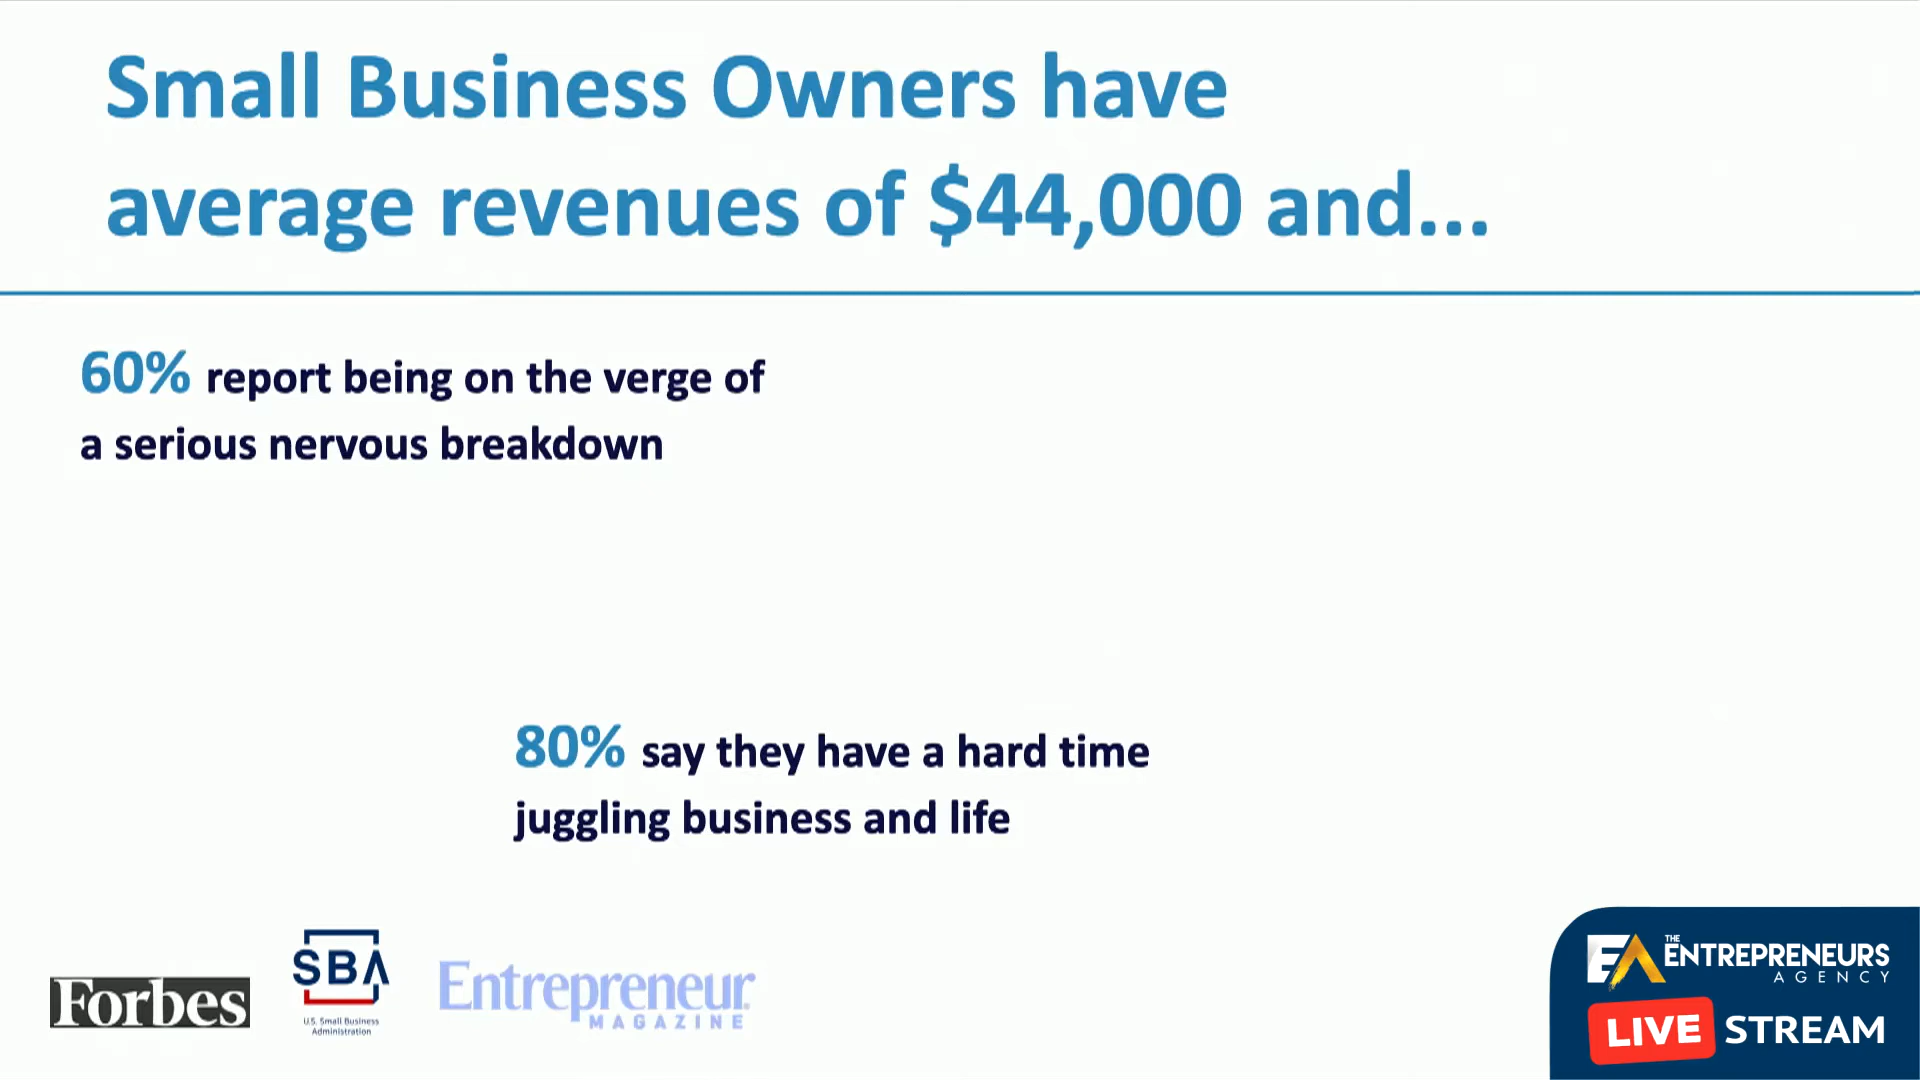 Small Business Owners have
average revenues of $44,000 and...
60% report being on the verge of
a serious nervous breakdown
80% say they have a hard time
juggling business and life
Forbes
SBA
U.S. Small Business
Administration
Entrepreneur
MAGAZINE
EA THE ENTREPRENEURS
AGENCY
LIVE STREAM